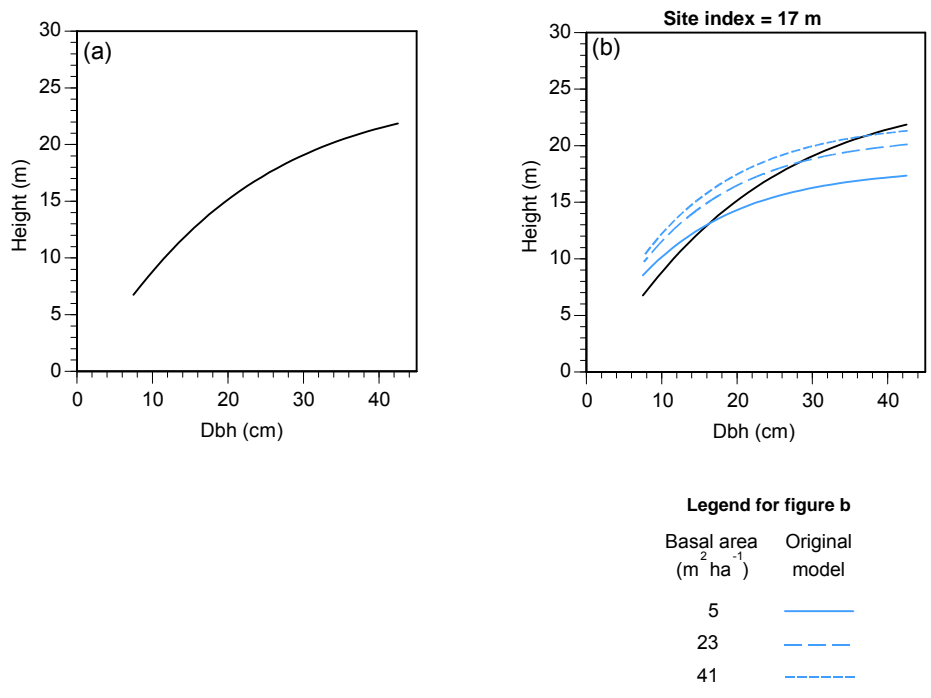 (a)
30
25
20
15
10
5
0
Height (m)
0 10 20 30 40
Dbh (cm)
Site index = 17 m
(b)
30
25
20
15
10
5
0
Height (m)
0 10 20 30 40
Dbh (cm)
Legend for figure b
Basal area Original
(m² ha⁻¹) model
5
23
41